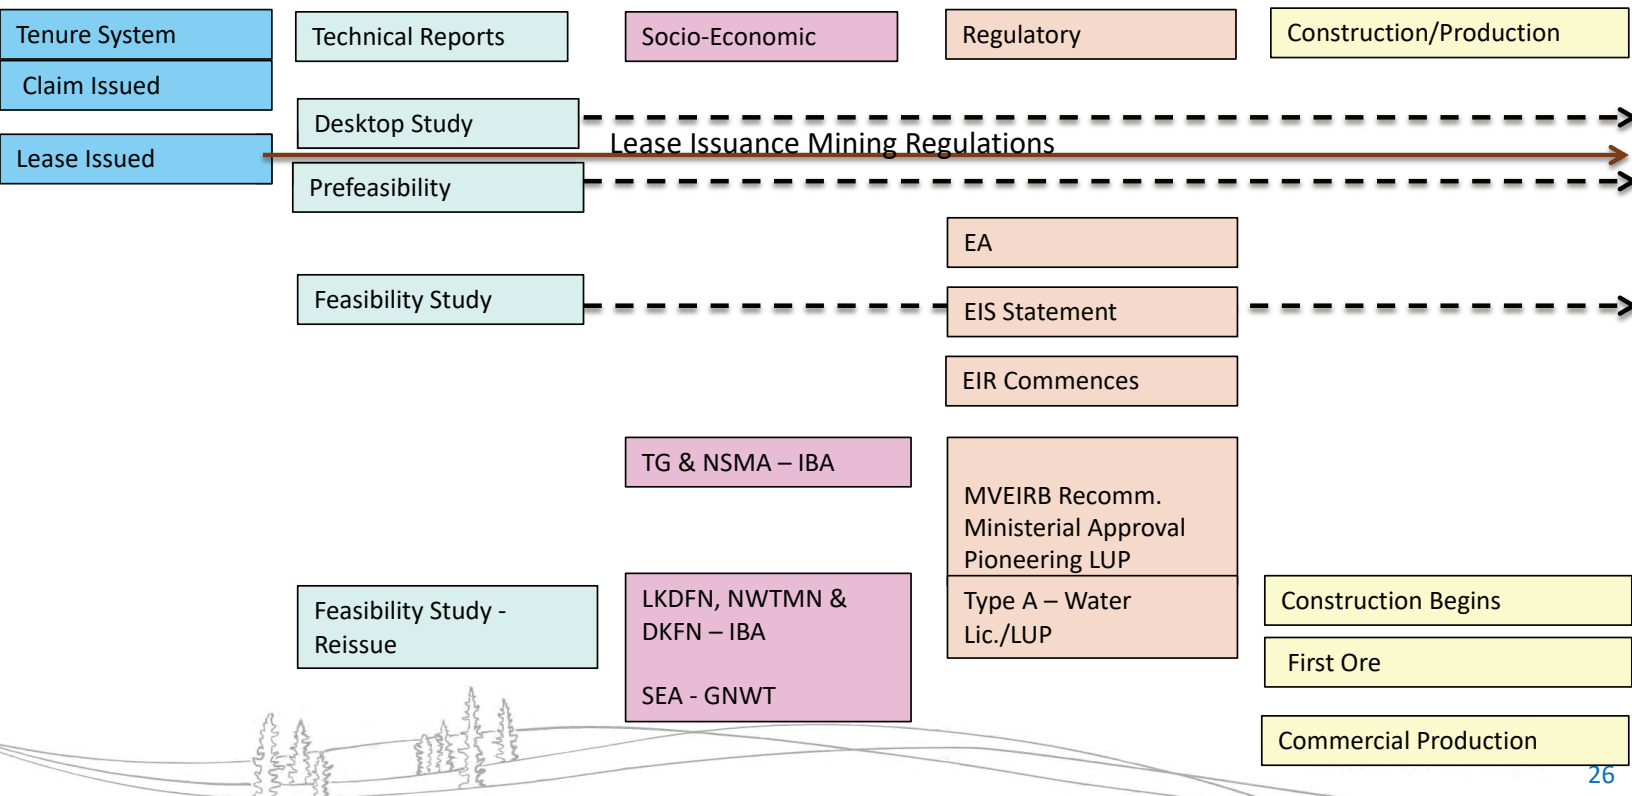 Tenure System
Technical Reports
Socio-Economic
Regulatory
Construction/Production
Claim Issued
Desktop Study
Lease Issuance Mining Regulations
Lease Issued
Prefeasibility
EA
Feasibility Study
EIS Statement
EIR Commences
TG & NSMA – IBA
MVEIRB Recomm.
Ministerial Approval
Pioneering LUP
Feasibility Study -
Reissue
LKDFN, NWTMN &
DKFN – IBA
SEA - GNWT
Type A – Water
Lic./LUP
Construction Begins
First Ore
Commercial Production
26